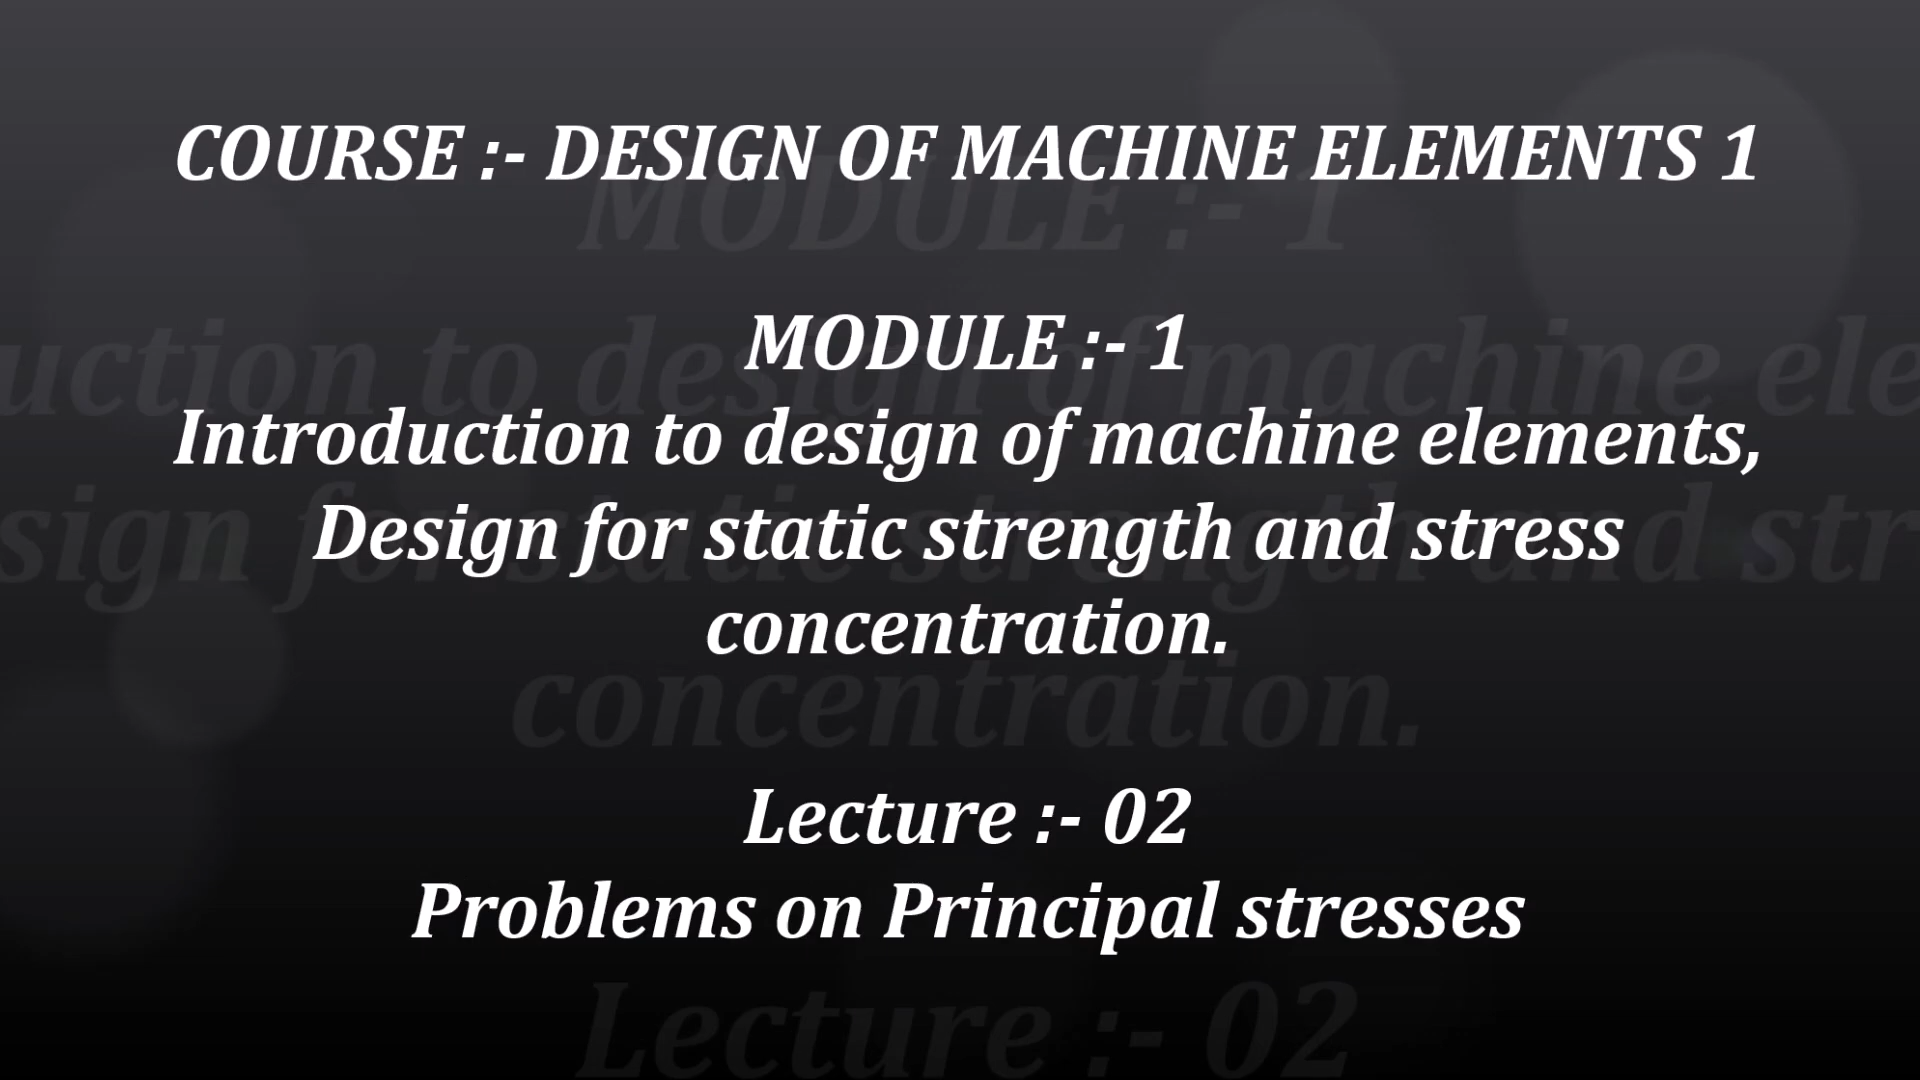 COURSE :- DESIGN OF MACHINE ELEMENTS 1
MODULE :- 1
Introduction to design of machine elements,
Design for static strength and stress
concentration.
Lecture :- 02
Problems on Principal stresses